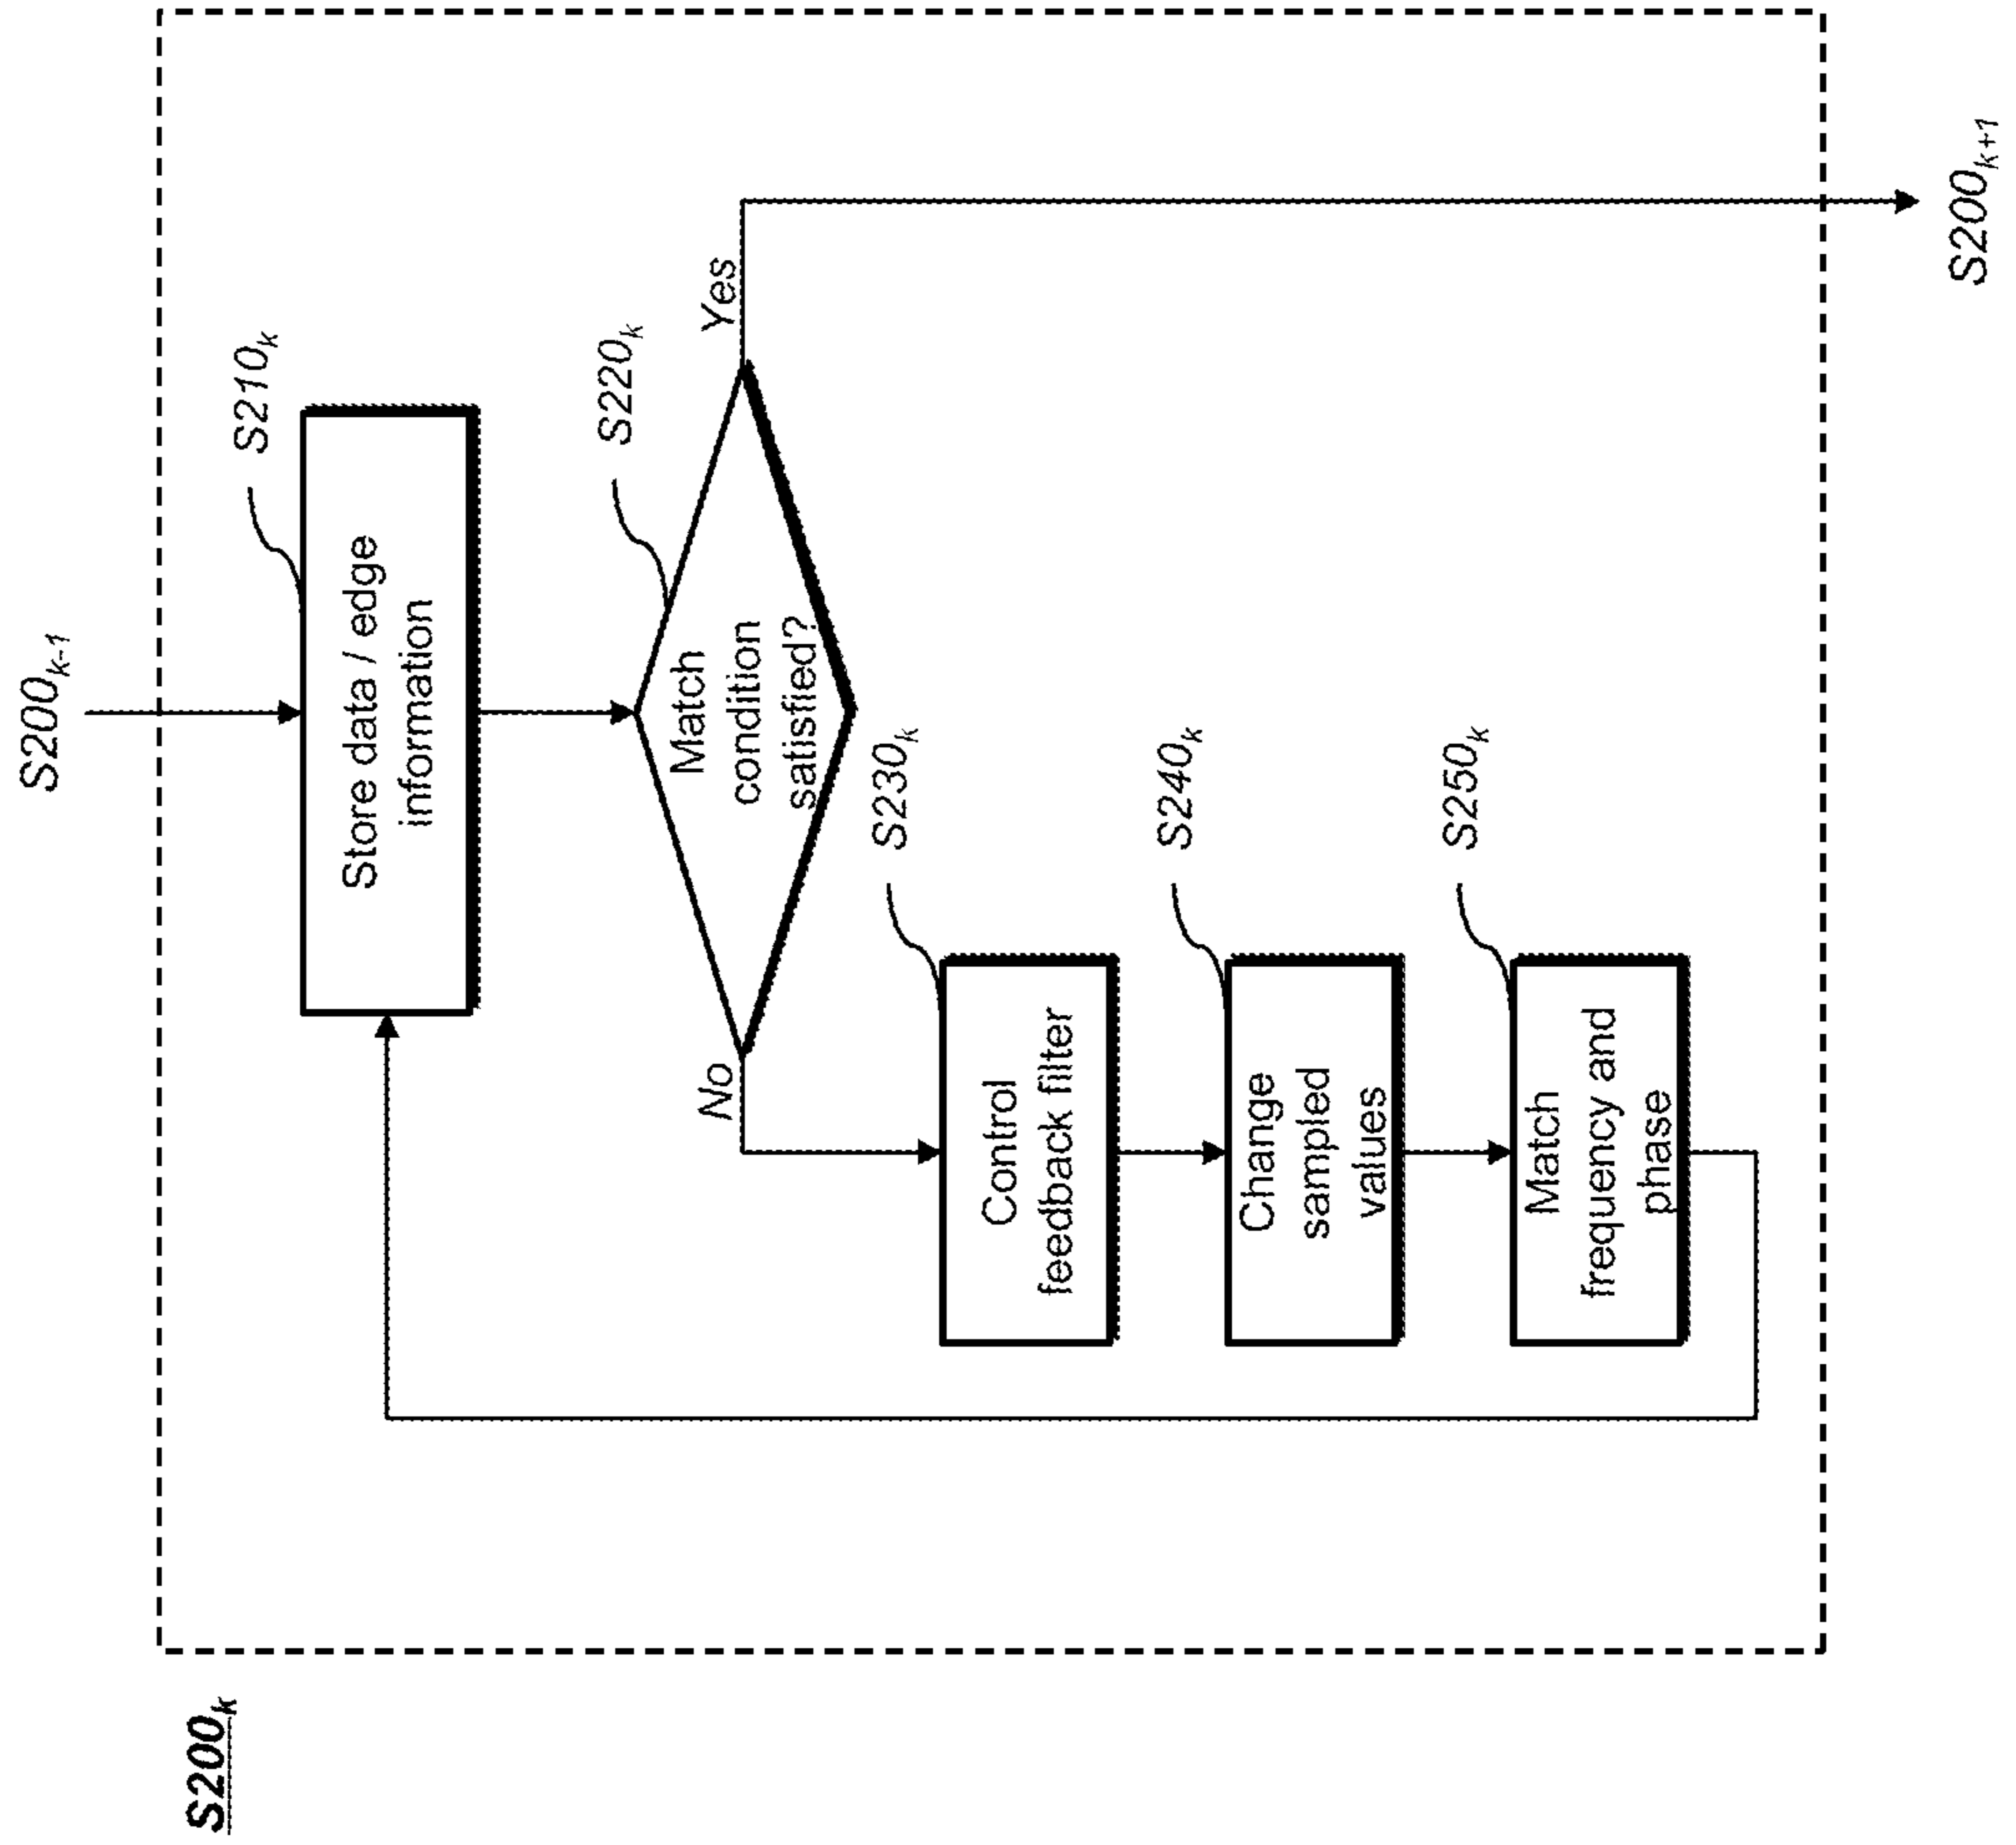 S200k
S200k-1
S210k
Store data / edge
information
S220k
Match
condition
satisfied?
No
Yes
S230k
Control
feedback filter
S240k
Change
sampled
values
S250k
Match
frequency and
phase
S200k+1